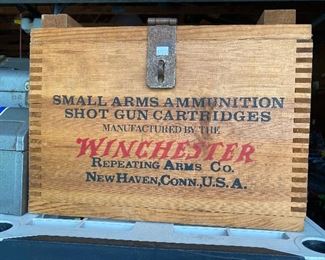 SMALL ARMS AMMUNITION
SHOT GUN CARTRIDGES
MANUFACTURED BY THE
WINCHESTER
REPEATING ARMS CO.
NEW HAVEN, CONN., U.S.A.